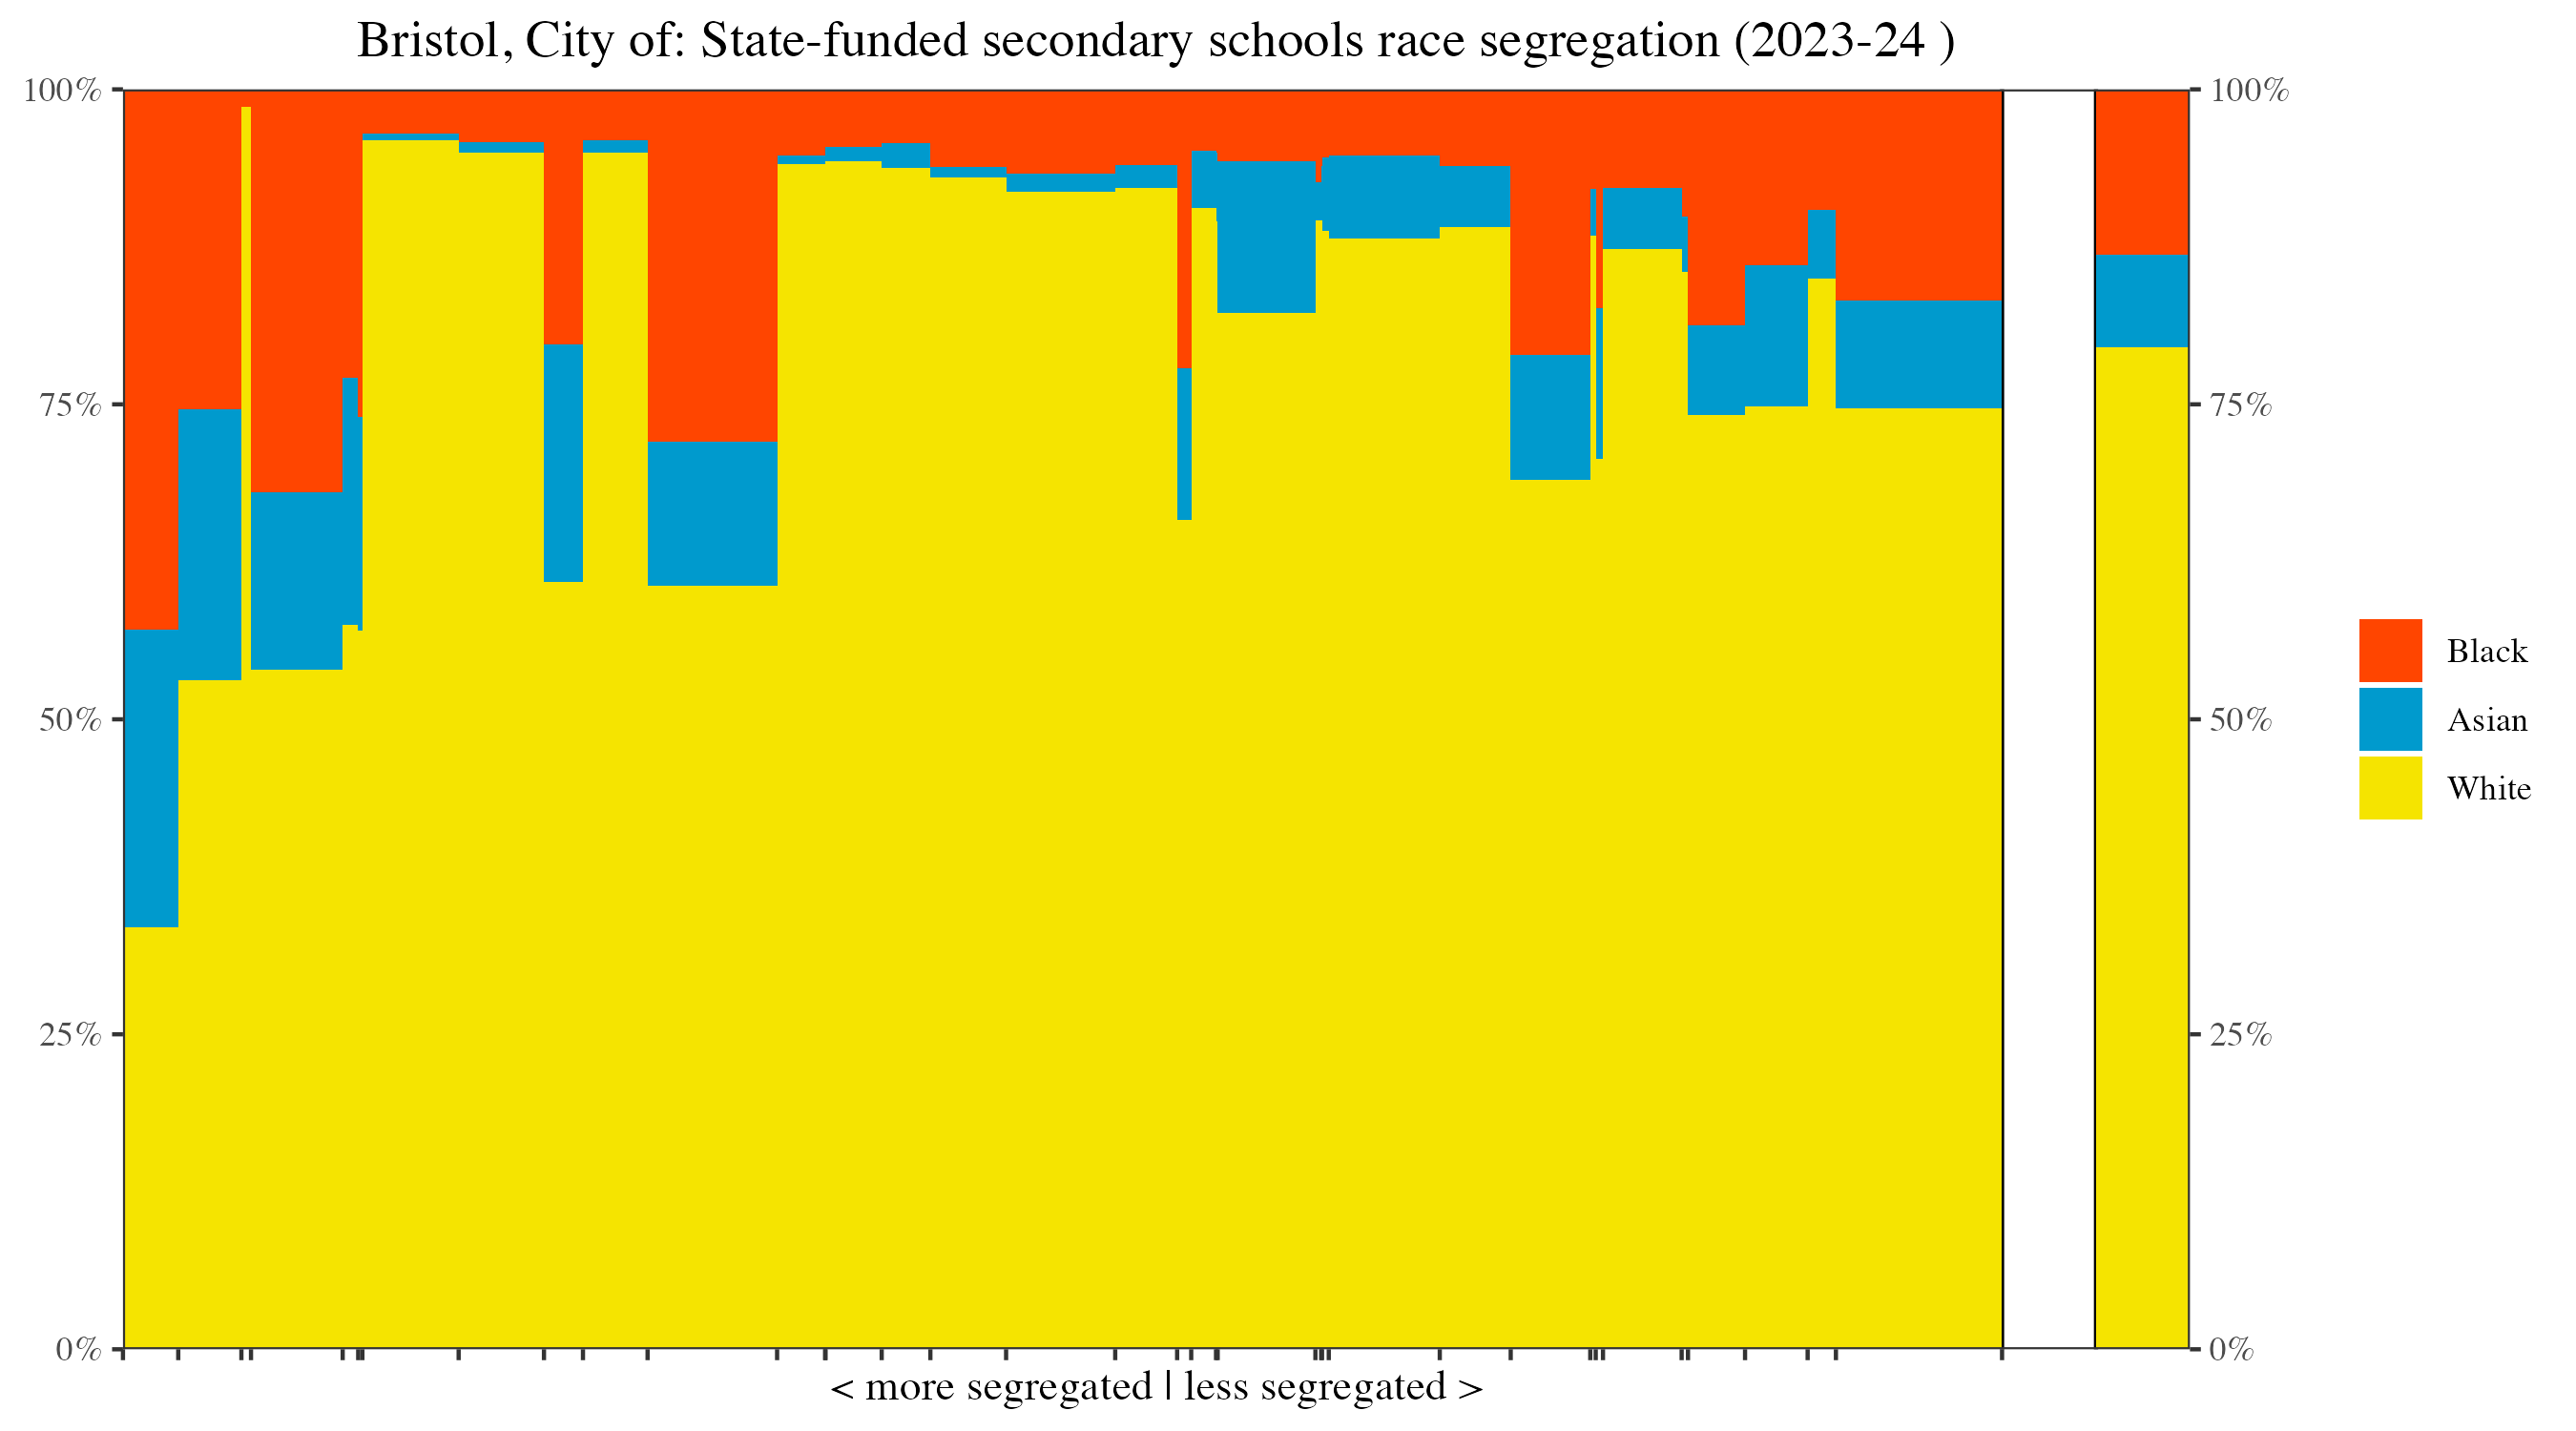 Bristol, City of: State-funded secondary schools race segregation (2023-24 )
100%
75%
50%
25%
0%
100%
75%
50%
25%
0%
Black
Asian
White
< more segregated | less segregated >